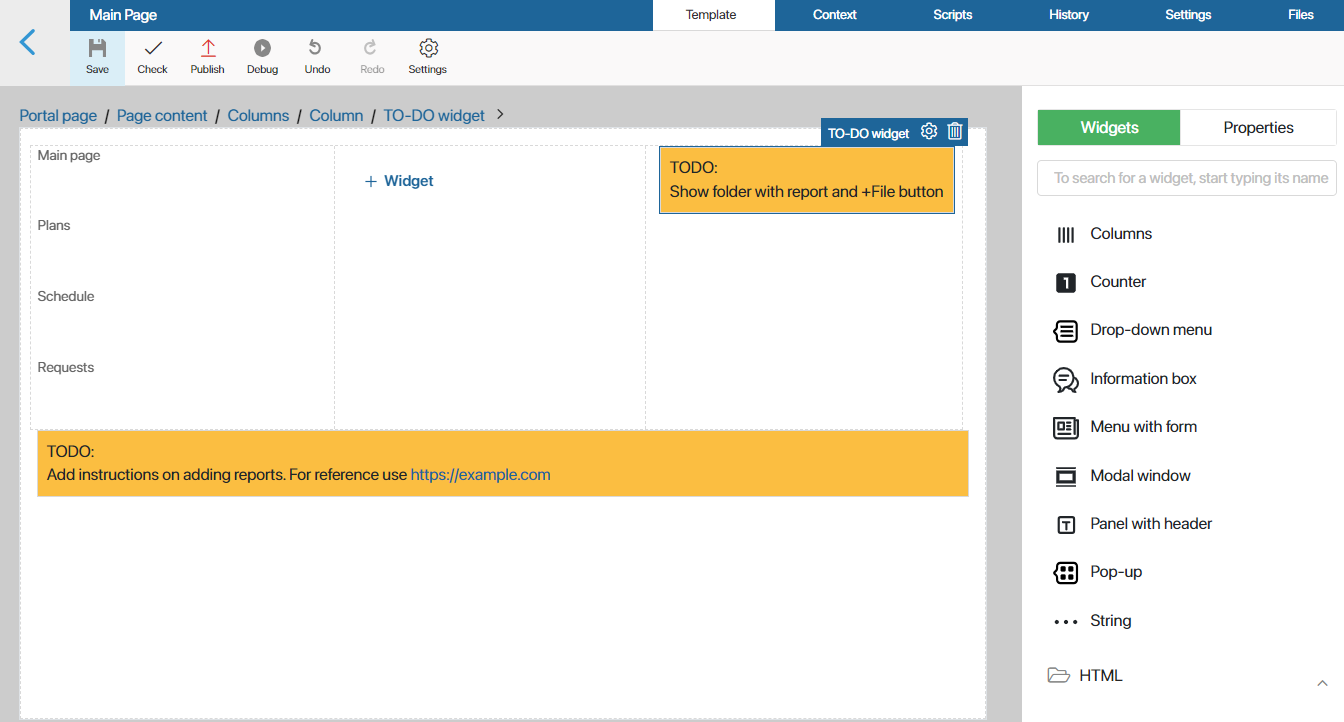 Main Page
Template
Context
Scripts
History
Settings
Files
Save
Check
Publish
Debug
Undo
Redo
Settings
Portal page / Page content / Columns / Column / TO-DO widget >
TO-DO widget
Main page
Plans
Schedule
Requests
+ Widget
TODO:
Show folder with report and +File button
TODO:
Add instructions on adding reports. For reference use https://example.com
Widgets
Properties
To search for a widget, start typing its name
Columns
1
Counter
Drop-down menu
Information box
Menu with form
Modal window
T
Panel with header
Pop-up
String
HTML